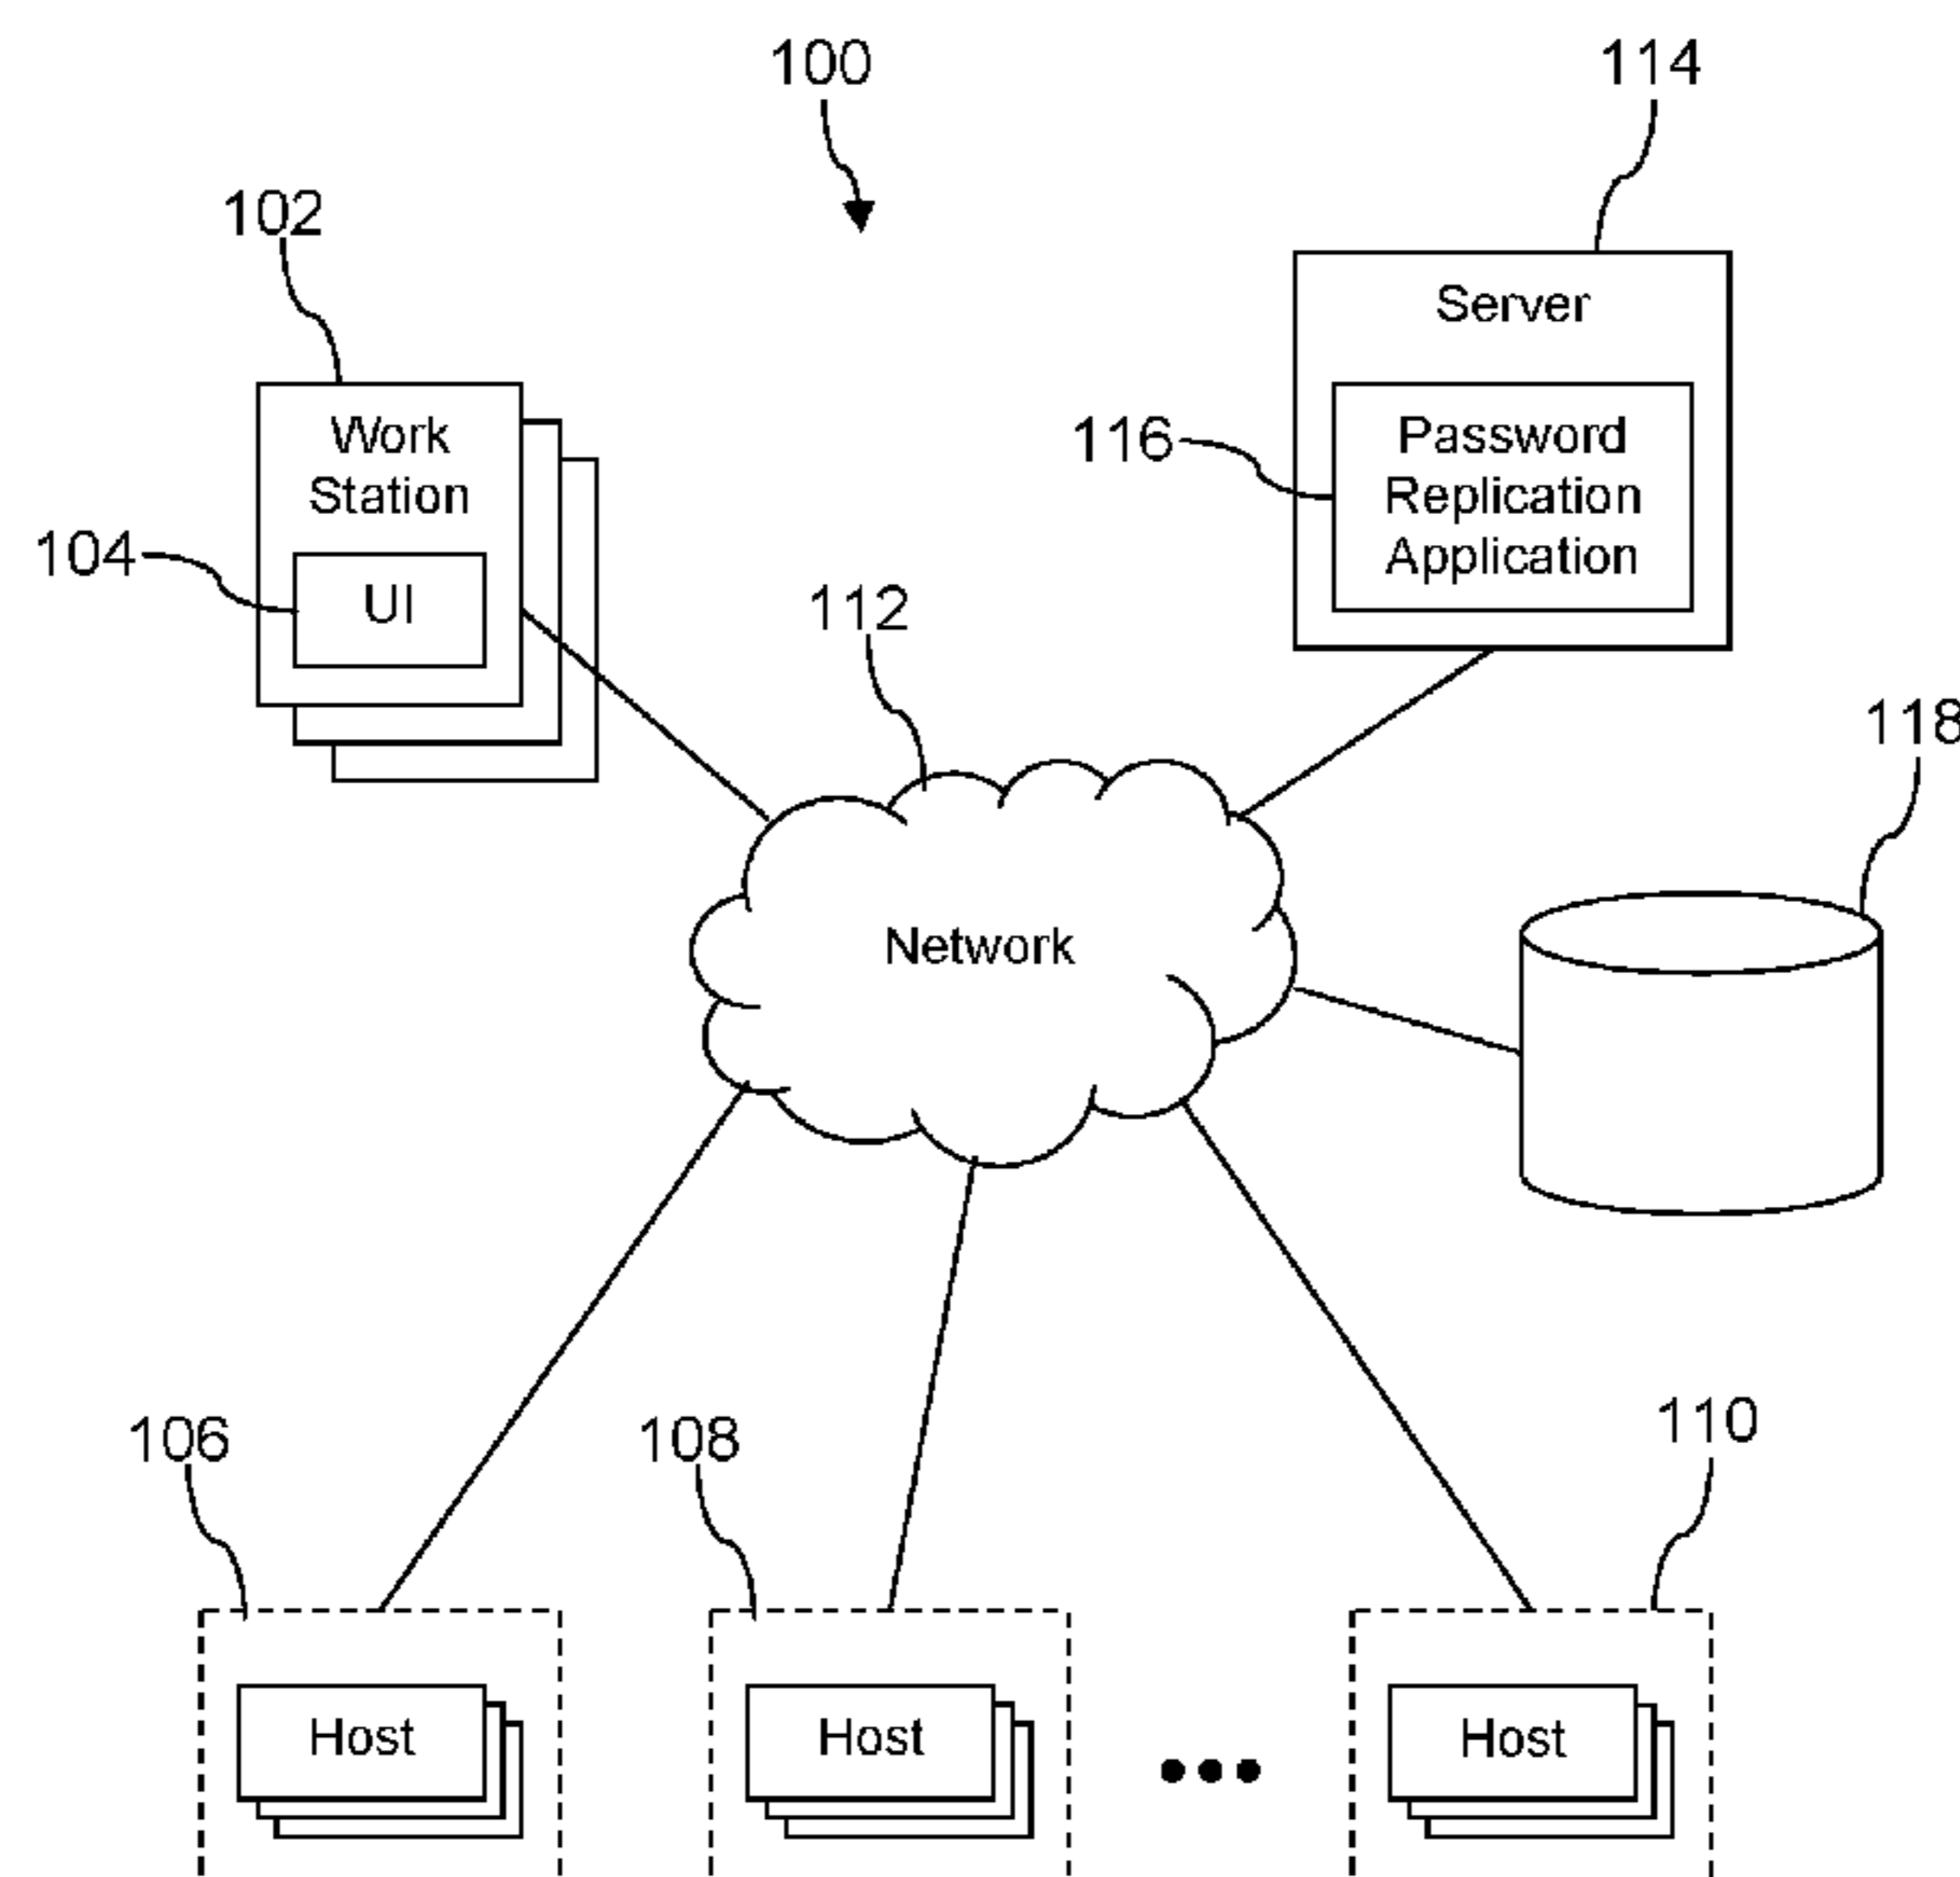 100
114
102
Server
Work
Station
116
Password
Replication
Application
104
UI
112
118
Network
106
108
110
Host
Host
Host